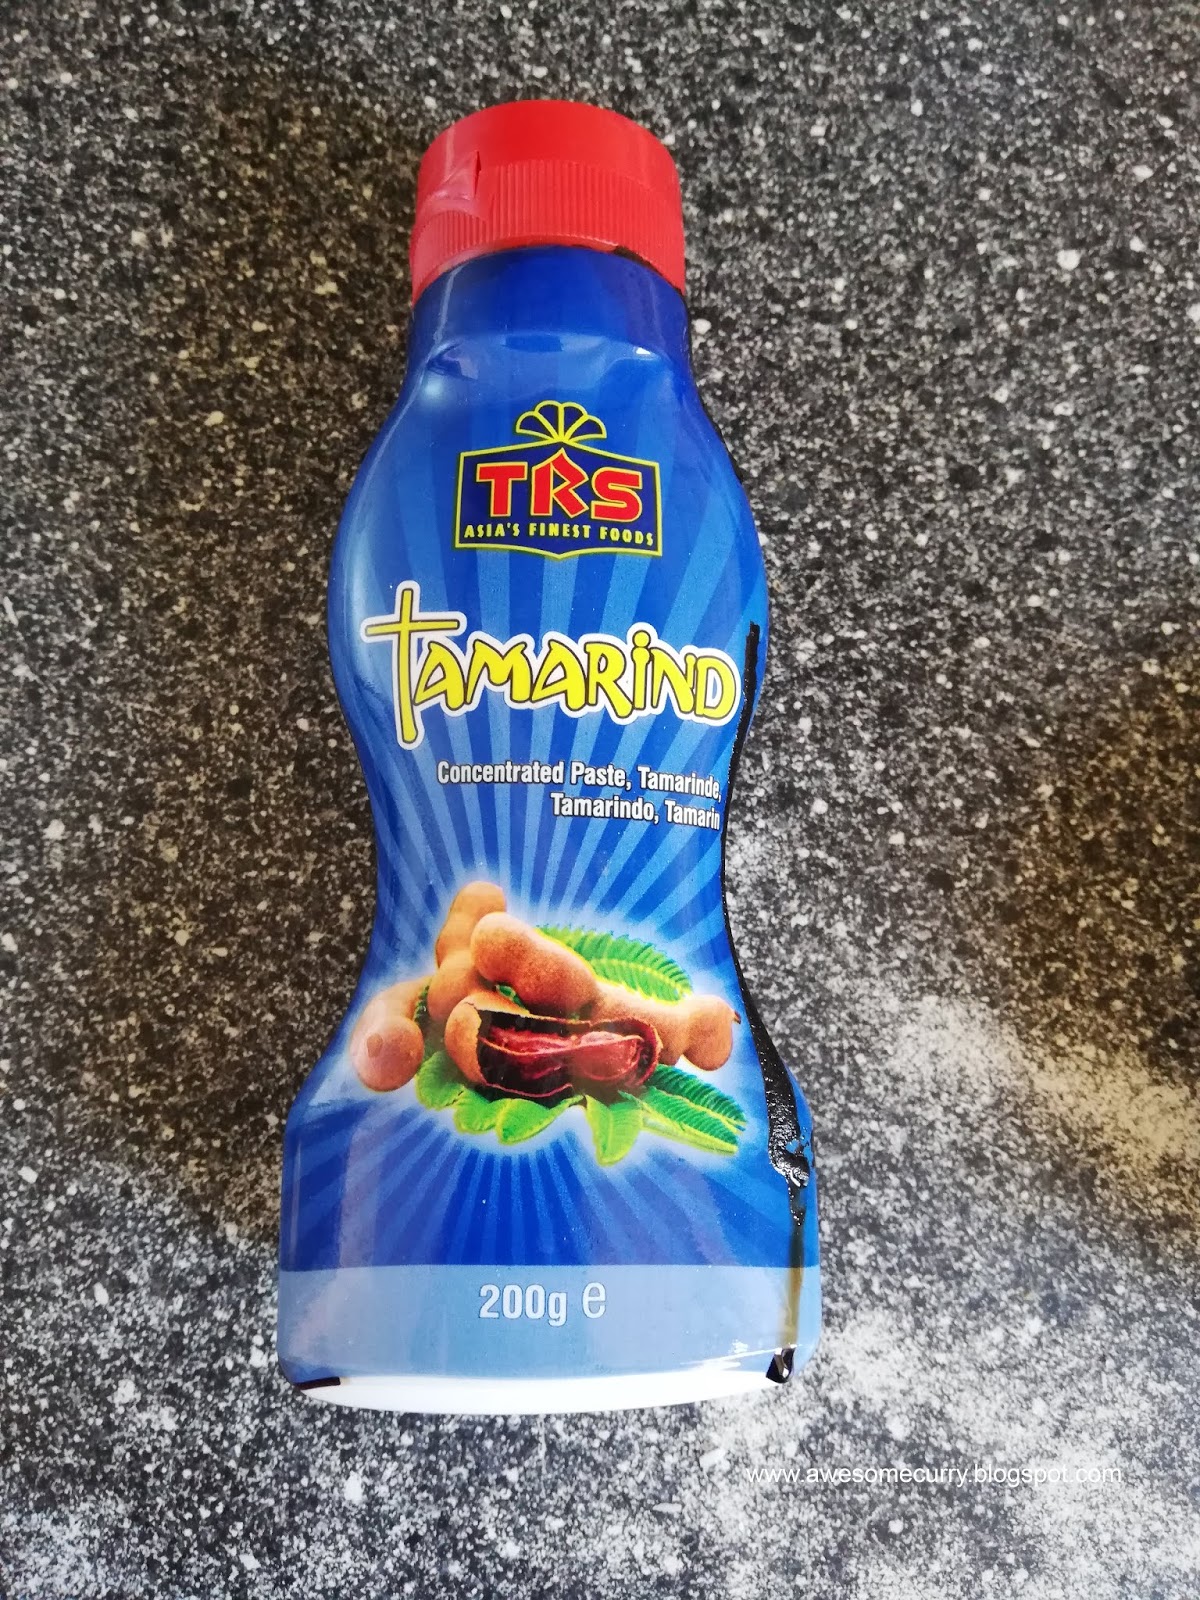 TRS
ASIA'S FINEST FOODS
TAMARIND
Concentrated Paste, Tamarinde,
Tamarindo, Tamarin
200g e
www.awesomecurry.blogspot.com